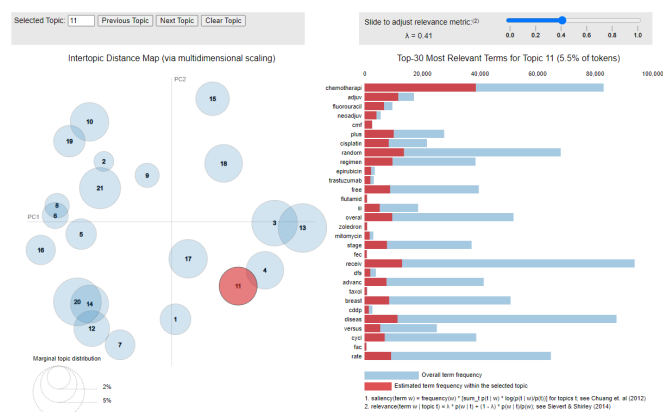 Selected Topic: 11 Previous Topic Next Topic Clear Topic
Slide to adjust relevance metric:(2)
λ = 0.41
0.0 0.2 0.4 0.6 0.8 1.0
Intertopic Distance Map (via multidimensional scaling)
PC2
PC1
15
10
19
2
18
9
21
8
6
3
13
5
16
17
4
11
20
14
1
12
7
Marginal topic distribution
2%
5%
Top-30 Most Relevant Terms for Topic 11 (5.5% of tokens)
0 20,000 40,000 60,000 80,000 100,000
chemotherapi
adjuv
fluorouracil
neoadjuv
cmf
plus
cisplatin
random
regimen
epirubicin
trastuzumab
free
flutamid
iii
overal
zoledron
mitomycin
stage
fec
receiv
dfs
advanc
taxol
breast
cddp
diseas
versus
cycl
fac
rate
Overall term frequency
Estimated term frequency within the selected topic
1. saliency(term w) = frequency(w) * [sum_t p(t | w) * log(p(t | w)/p(t))] for topics t; see Chuang et. al (2012)
2. relevance(term w | topic t) = λ * p(w | t) + (1 - λ) * p(w | t)/p(w); see Sievert & Shirley (2014)